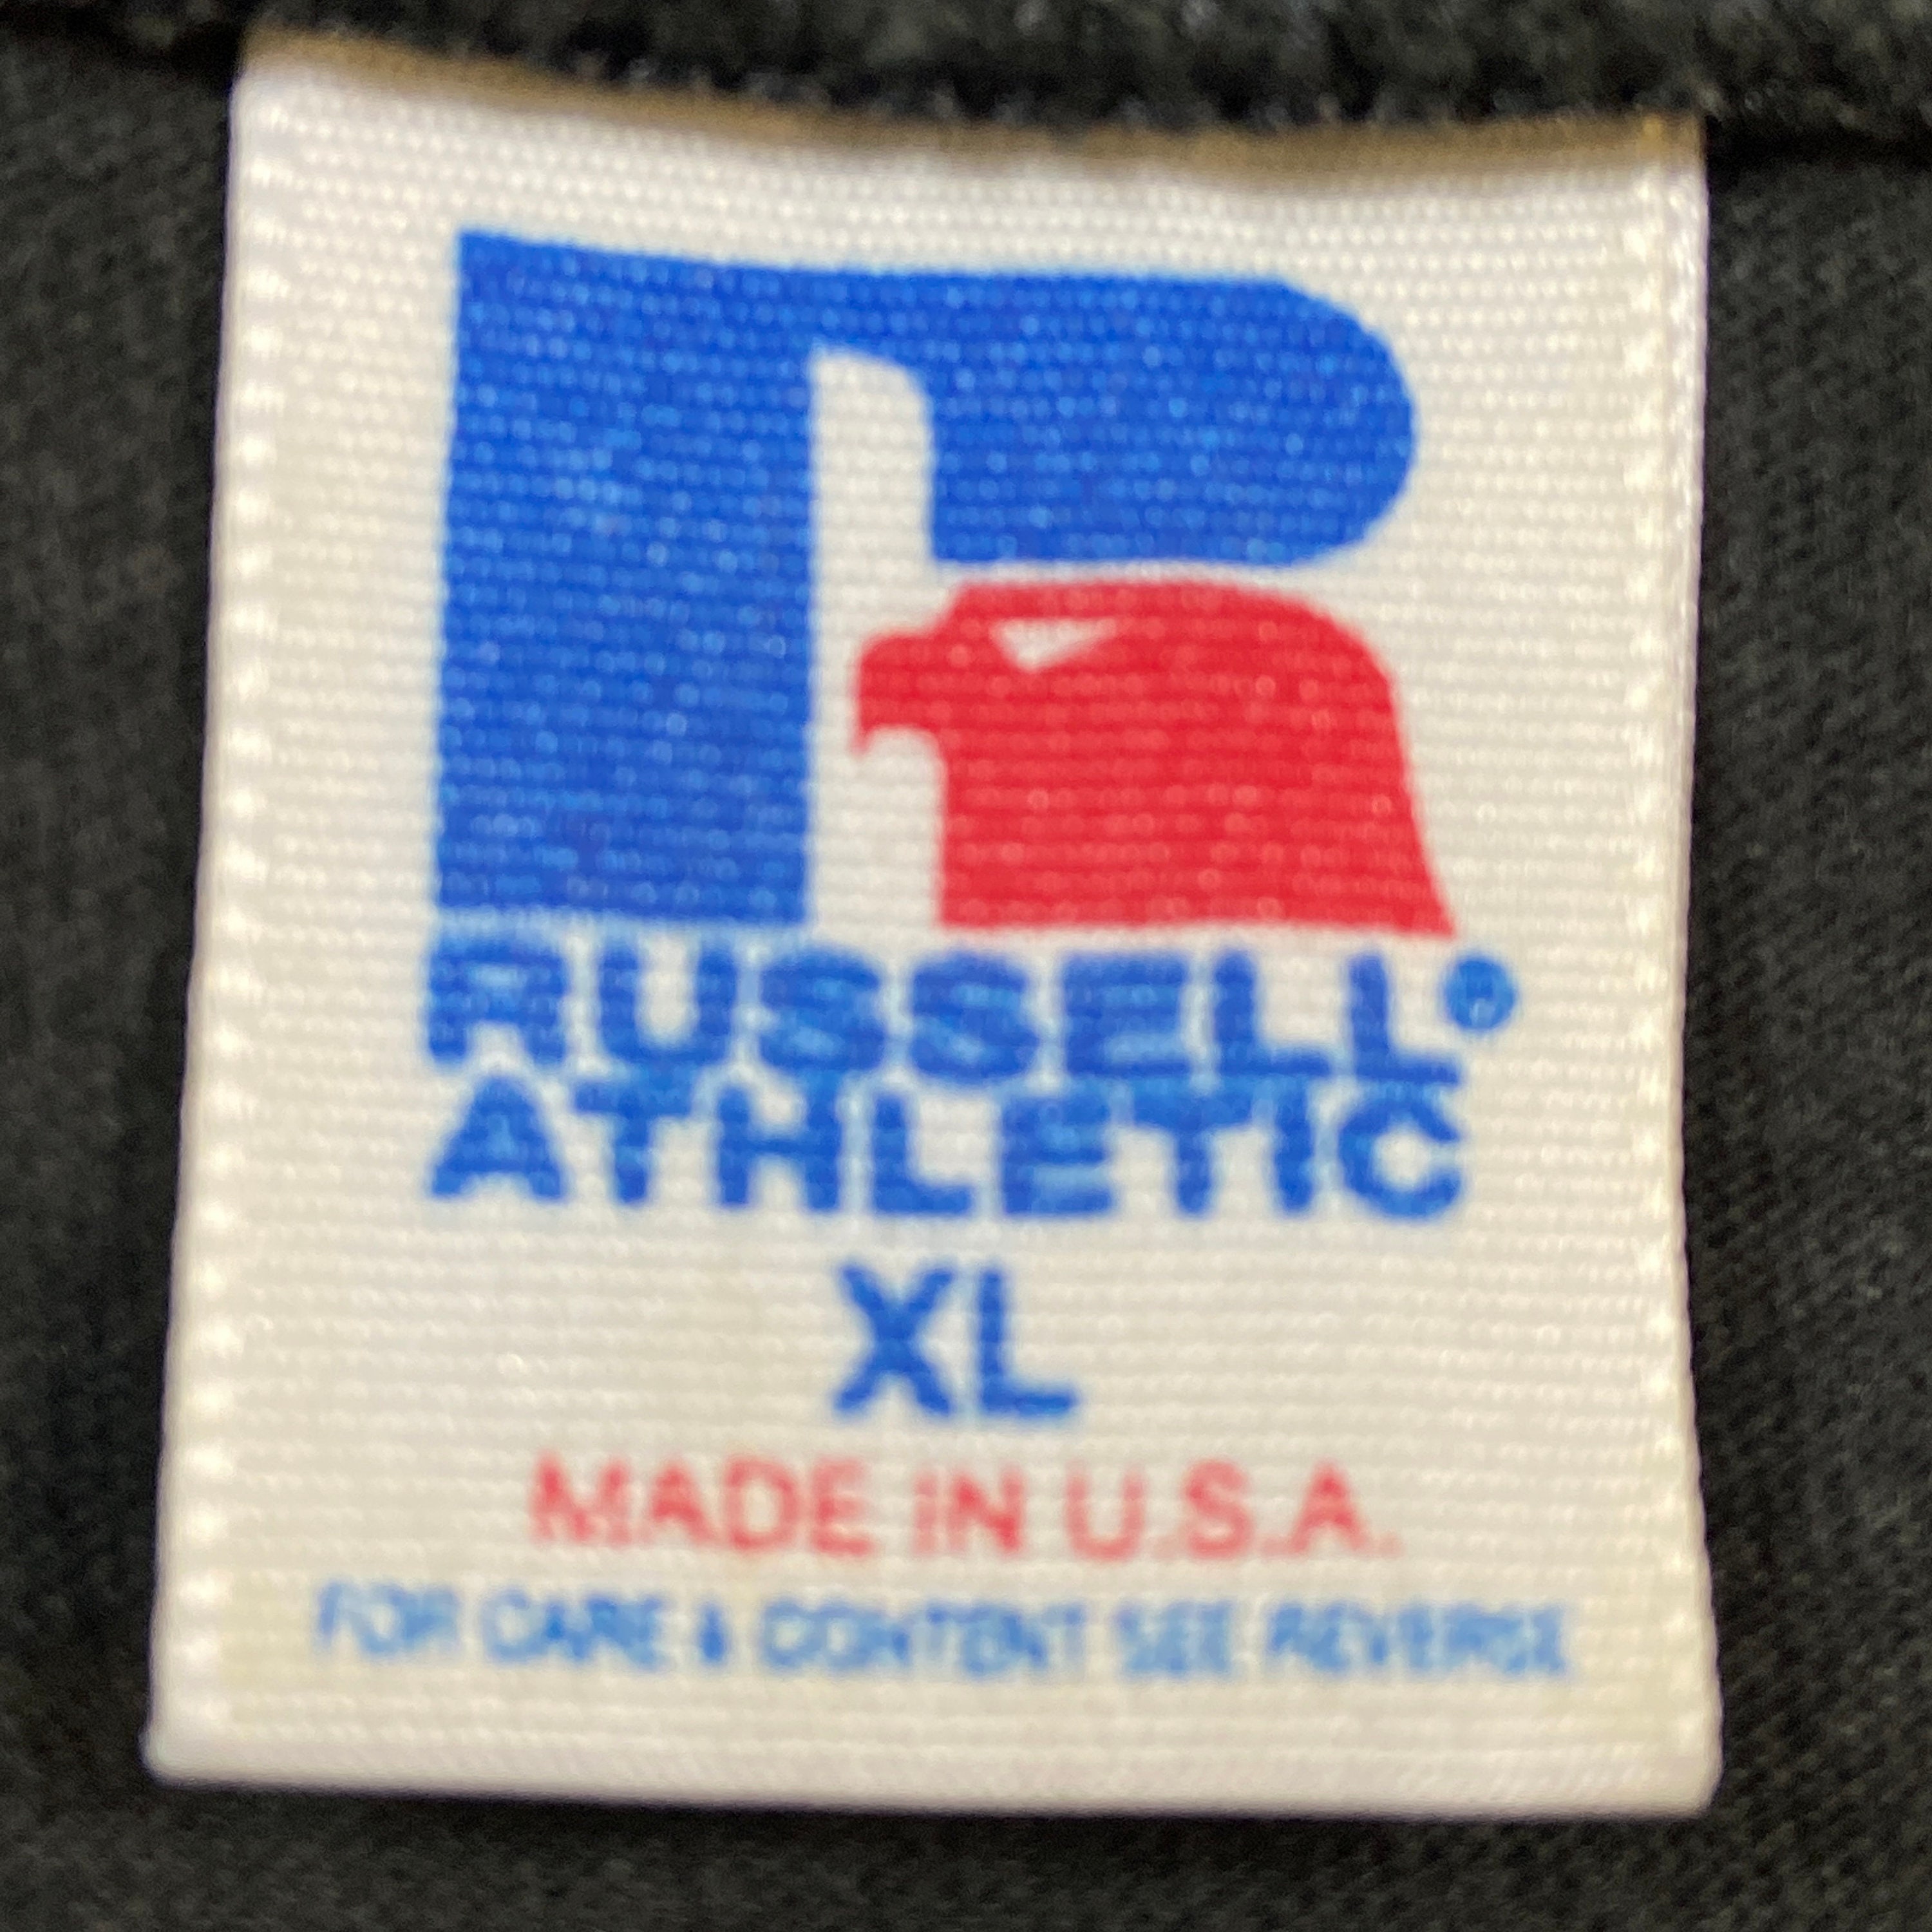 R
RUSSELL®
ATHLETIC
XL
MADE IN U.S.A.
FOR CARE & CONTENT SEE REVERSE